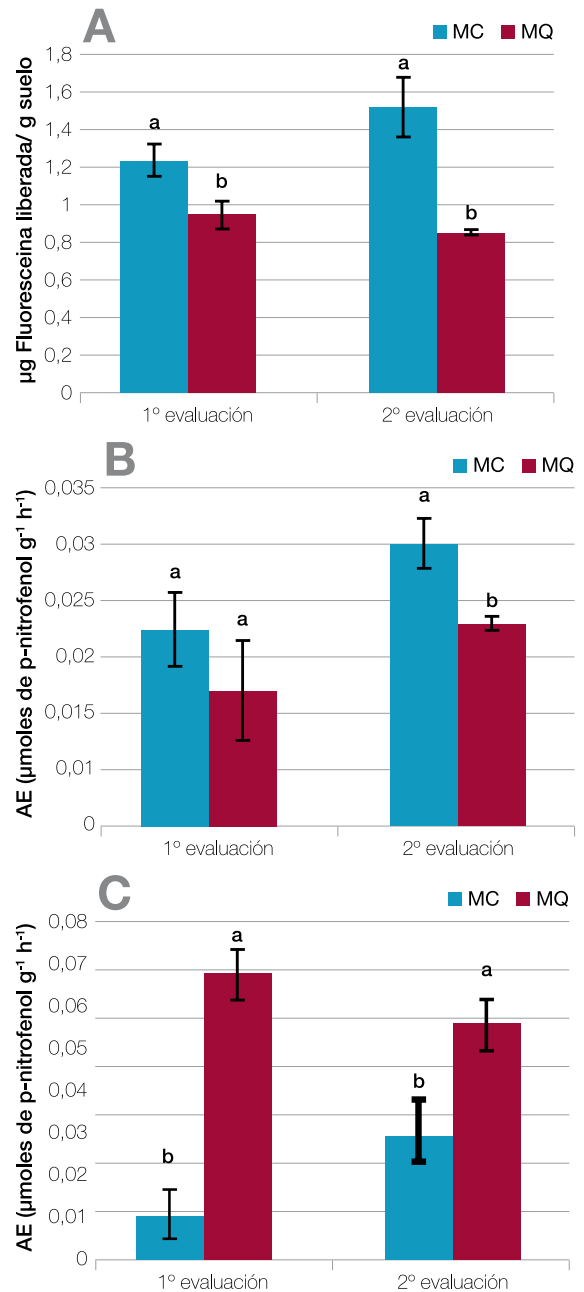 A
MC MQ
µg Fluoresceina liberada/ g suelo
1,8
1,6
1,4
1,2
1
0,8
0,6
0,4
0,2
0
a
b
a
b
1º evaluación
2º evaluación
B
MC MQ
AE (µmoles de p-nitrofenol g⁻¹ h⁻¹)
0,035
0,03
0,025
0,02
0,015
0,01
0
a
a
a
b
1º evaluación
2º evaluación
C
MC MQ
AE (µmoles de p-nitrofenol g⁻¹ h⁻¹)
0,08
0,07
0,06
0,05
0,04
0,03
0,02
0,01
0
b
a
b
a
1º evaluación
2º evaluación